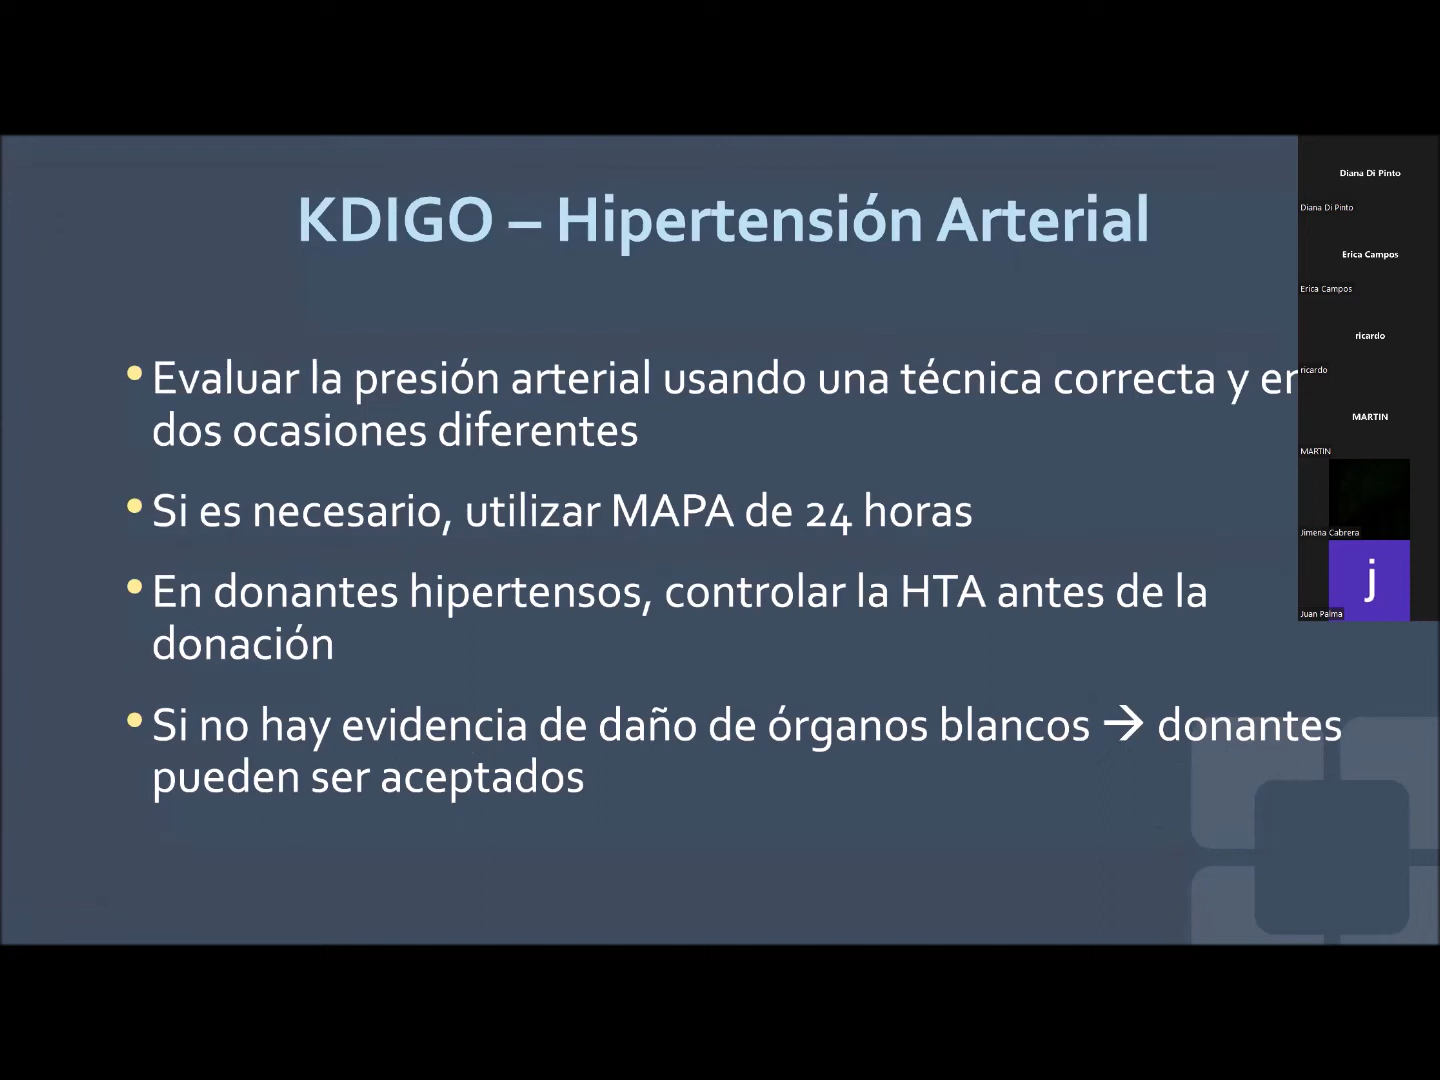 KDIGO – Hipertensión Arterial
• Evaluar la presión arterial usando una técnica correcta y en
dos ocasiones diferentes
• Si es necesario, utilizar MAPA de 24 horas
• En donantes hipertensos, controlar la HTA antes de la
donación
• Si no hay evidencia de daño de órganos blancos → donantes
pueden ser aceptados
Diana Di Pinto
Diana Di Pinto
Erica Campos
Erica Campos
ricardo
ricardo
MARTIN
MARTIN
Jimena Cabrera
j
Juan Palma